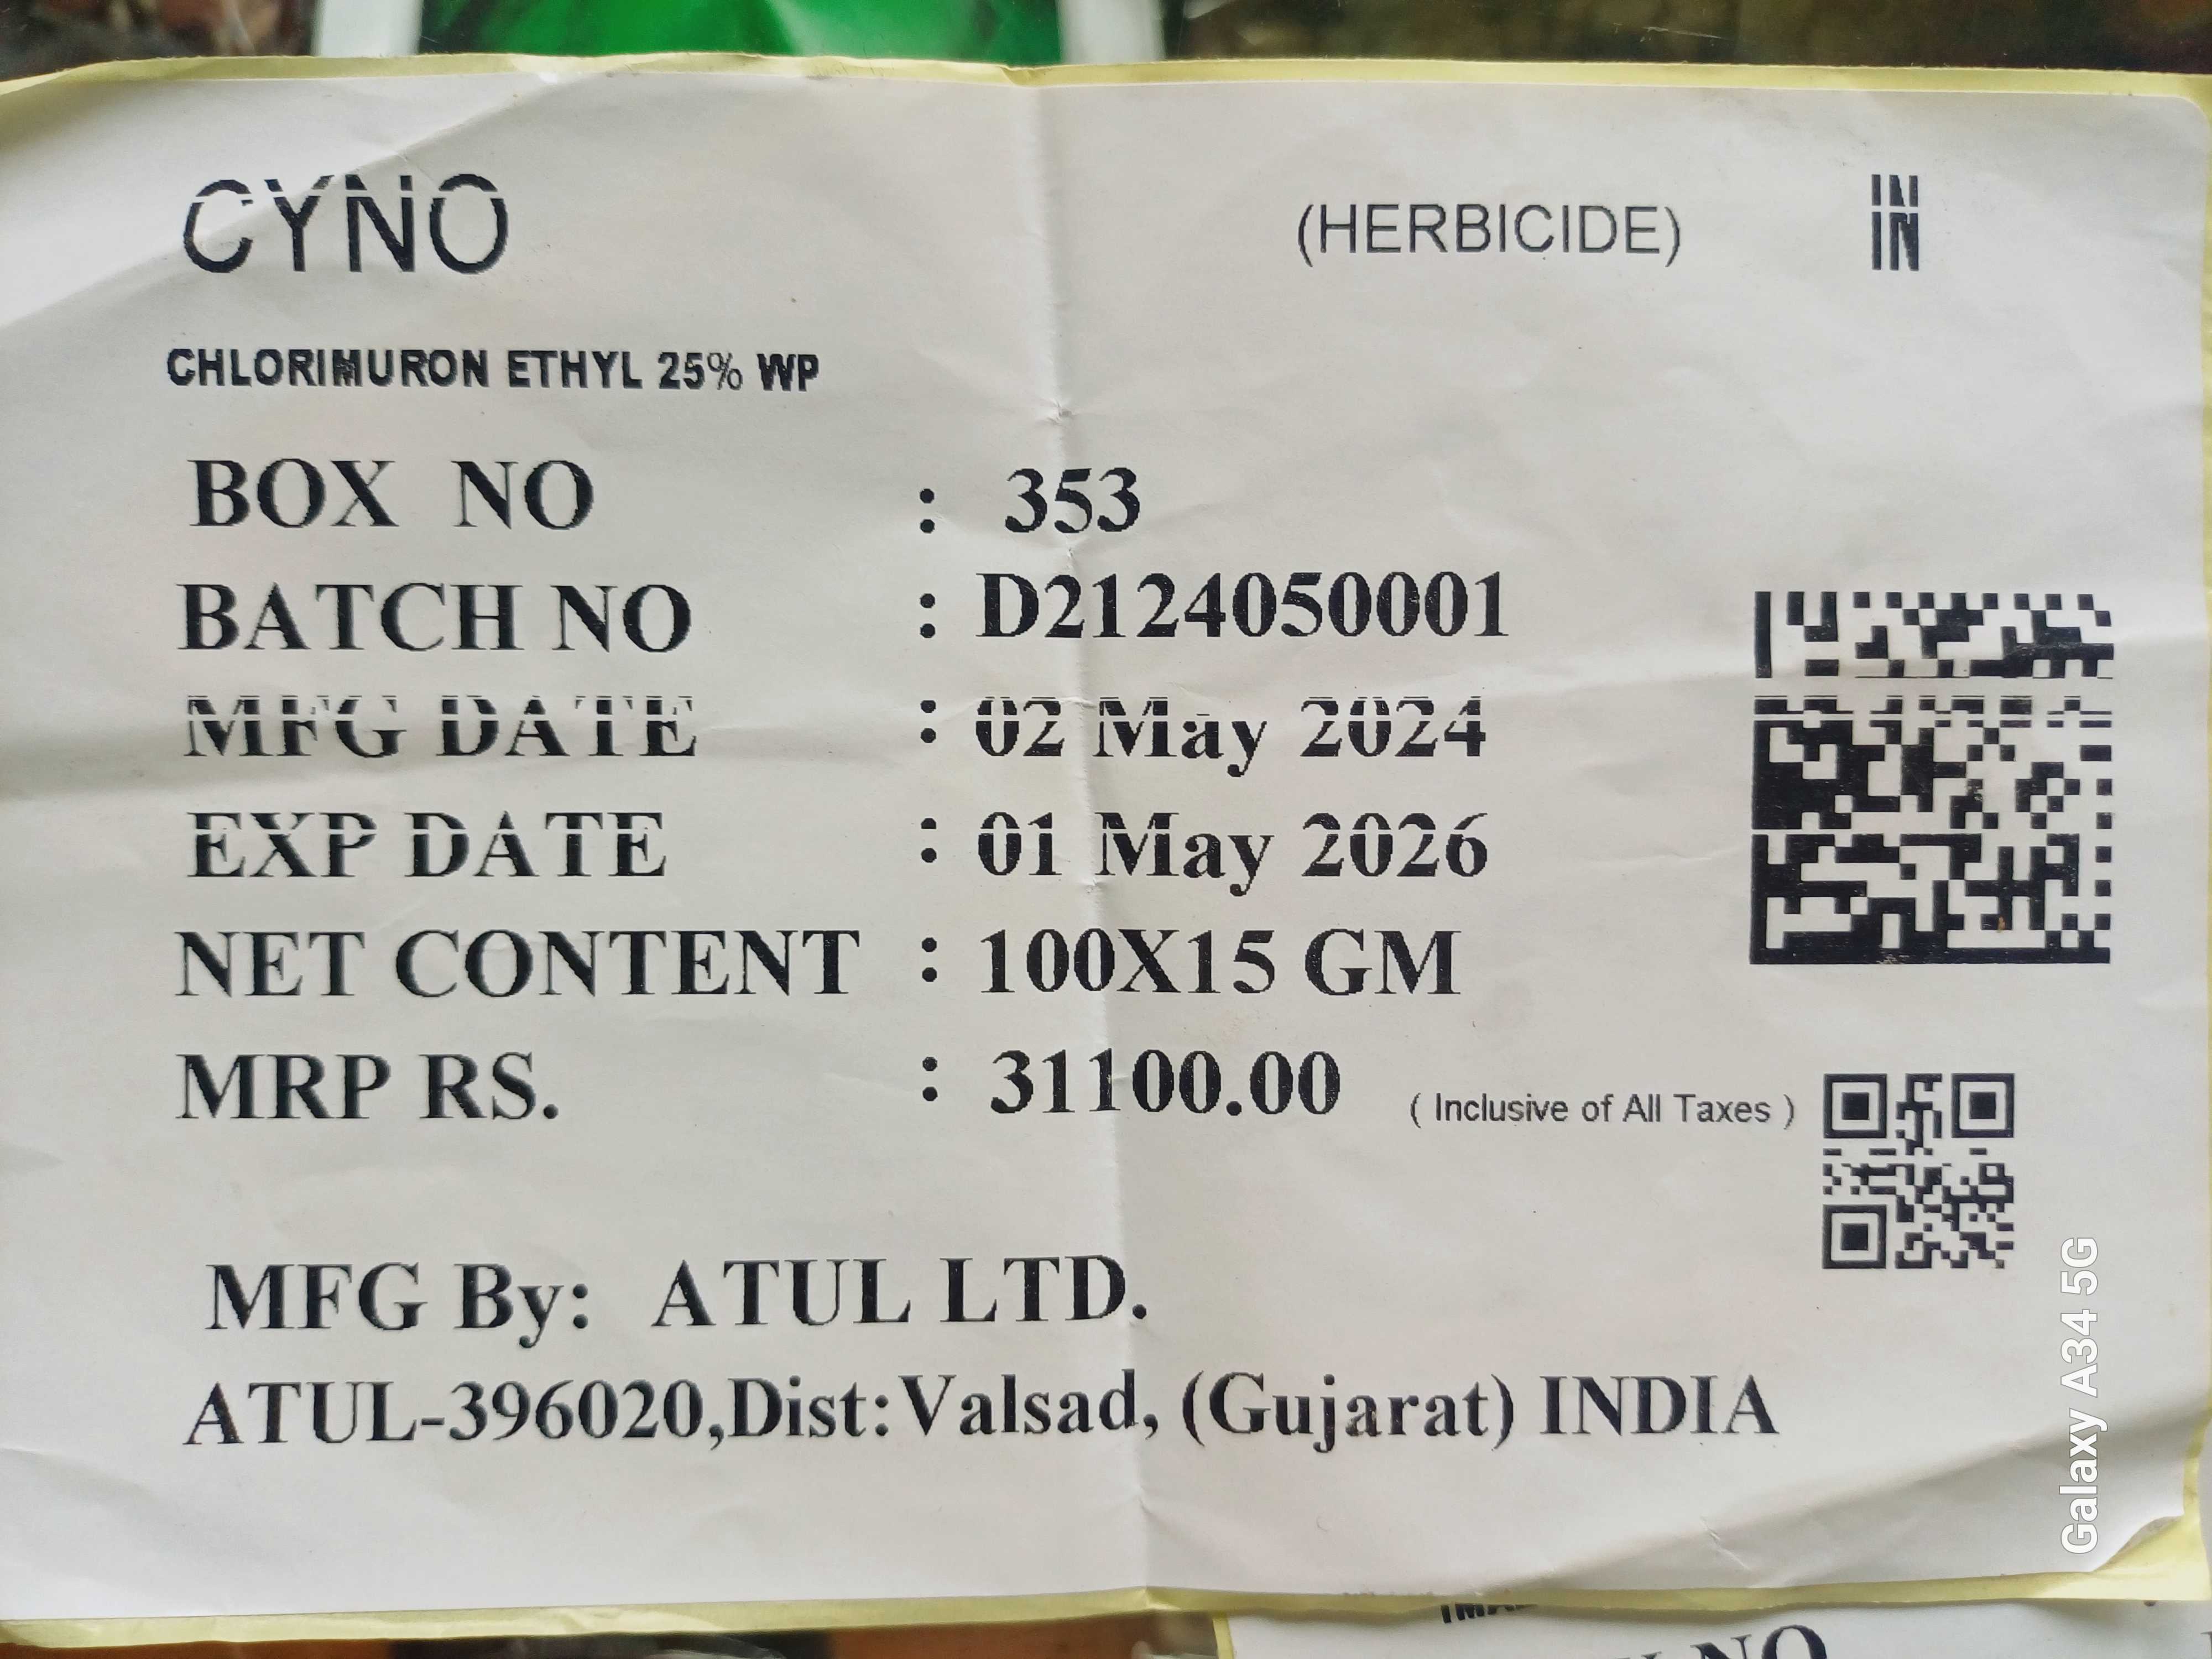 CYNO (HERBICIDE) IN
CHLORIMURON ETHYL 25% WP
BOX NO : 353
BATCH NO : D2124050001
MFG DATE : 02 May 2024
EXP DATE : 01 May 2026
NET CONTENT : 100X15 GM
MRP RS. : 31100.00 ( Inclusive of All Taxes )
MFG By: ATUL LTD.
ATUL-396020,Dist:Valsad, (Gujarat) INDIA
Galaxy A34 5G
NO